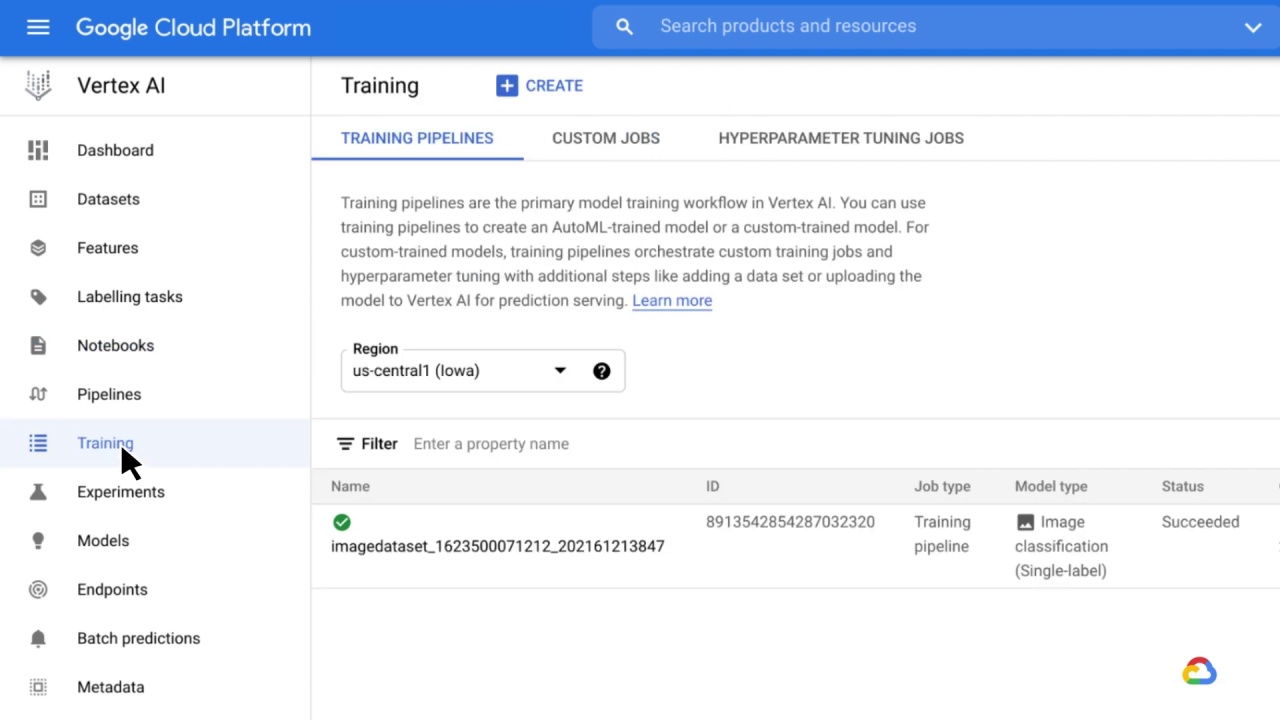 Google Cloud Platform
Search products and resources
Vertex AI
Dashboard
Datasets
Features
Labelling tasks
Notebooks
Pipelines
Training
Experiments
Models
Endpoints
Batch predictions
Metadata
Training
CREATE
TRAINING PIPELINES
CUSTOM JOBS
HYPERPARAMETER TUNING JOBS
Training pipelines are the primary model training workflow in Vertex AI. You can use
training pipelines to create an AutoML-trained model or a custom-trained model. For
custom-trained models, training pipelines orchestrate custom training jobs and
hyperparameter tuning with additional steps like adding a data set or uploading the
model to Vertex AI for prediction serving. Learn more
Region
us-central1 (Iowa)
Filter Enter a property name
Name ID Job type Model type Status
8913542854287032320 Training Image Succeeded
imagedataset_1623500071212_202161213847 pipeline classification
(Single-label)